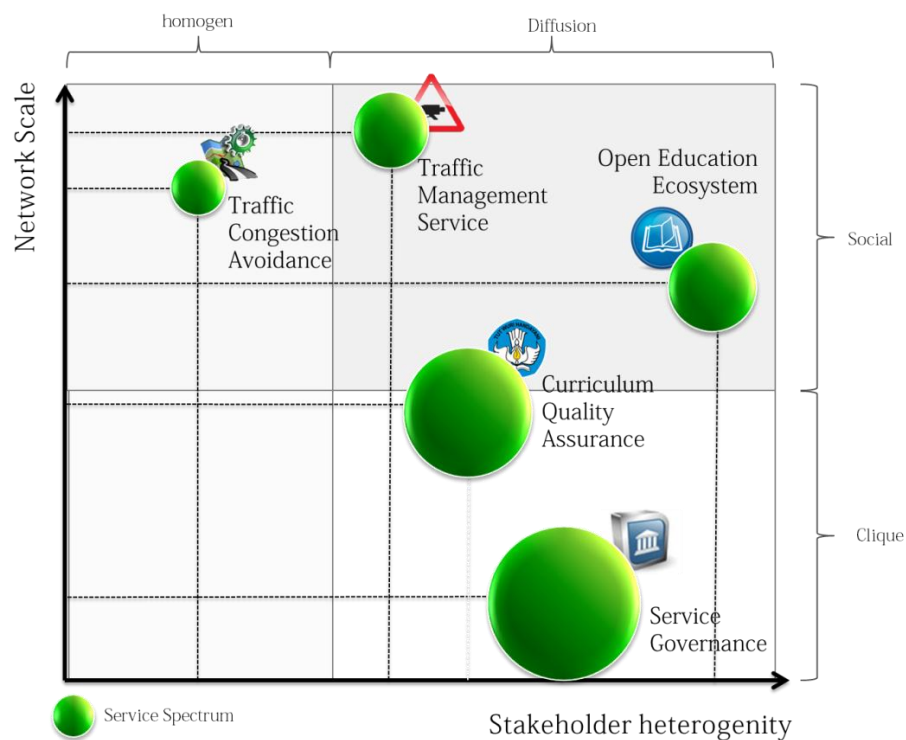 homogen
Diffusion
Network Scale
Traffic
Congestion
Avoidance
Traffic
Management
Service
Open Education
Ecosystem
Social
Curriculum
Quality
Assurance
Clique
Service
Governance
Service Spectrum
Stakeholder heterogenity